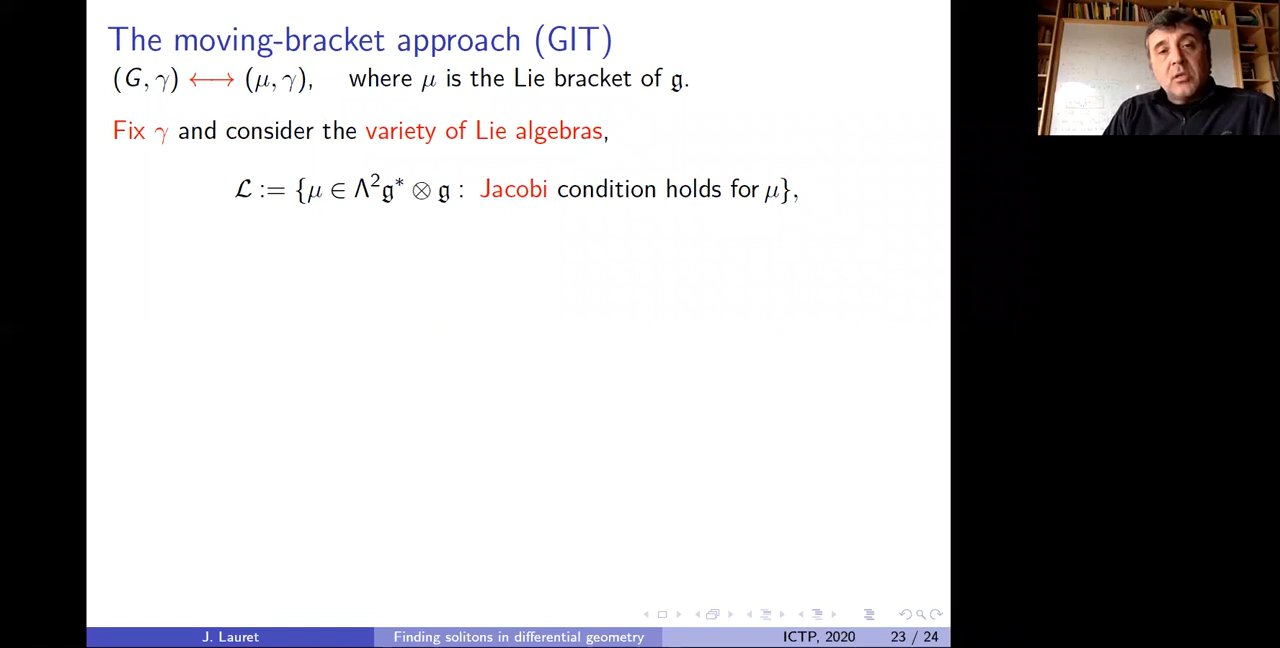 The moving-bracket approach (GIT)
(G, γ) ⟷ (μ, γ), where μ is the Lie bracket of 𝔤.
Fix γ and consider the variety of Lie algebras,
ℒ := {μ ∈ Λ²𝔤* ⊗ 𝔤 : Jacobi condition holds for μ},
J. Lauret Finding solitons in differential geometry ICTP, 2020 23 / 24